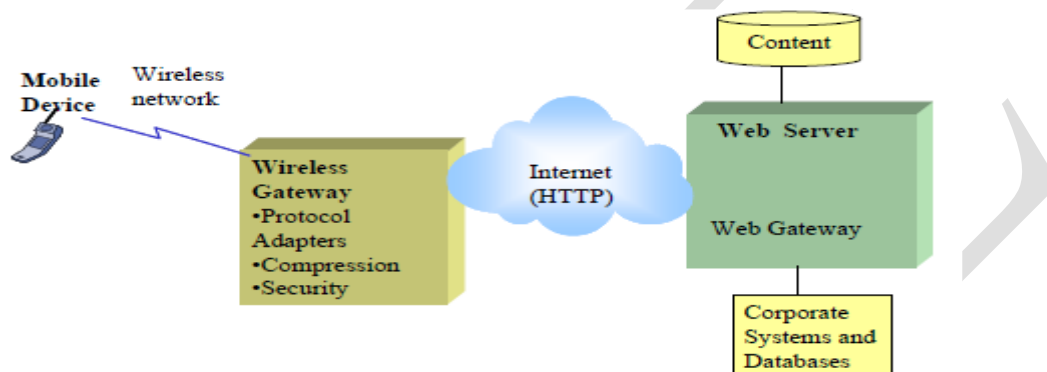 Mobile
Device
Wireless
network
Wireless
Gateway
•Protocol
Adapters
•Compression
•Security
Internet
(HTTP)
Content
Web Server
Web Gateway
Corporate
Systems and
Databases